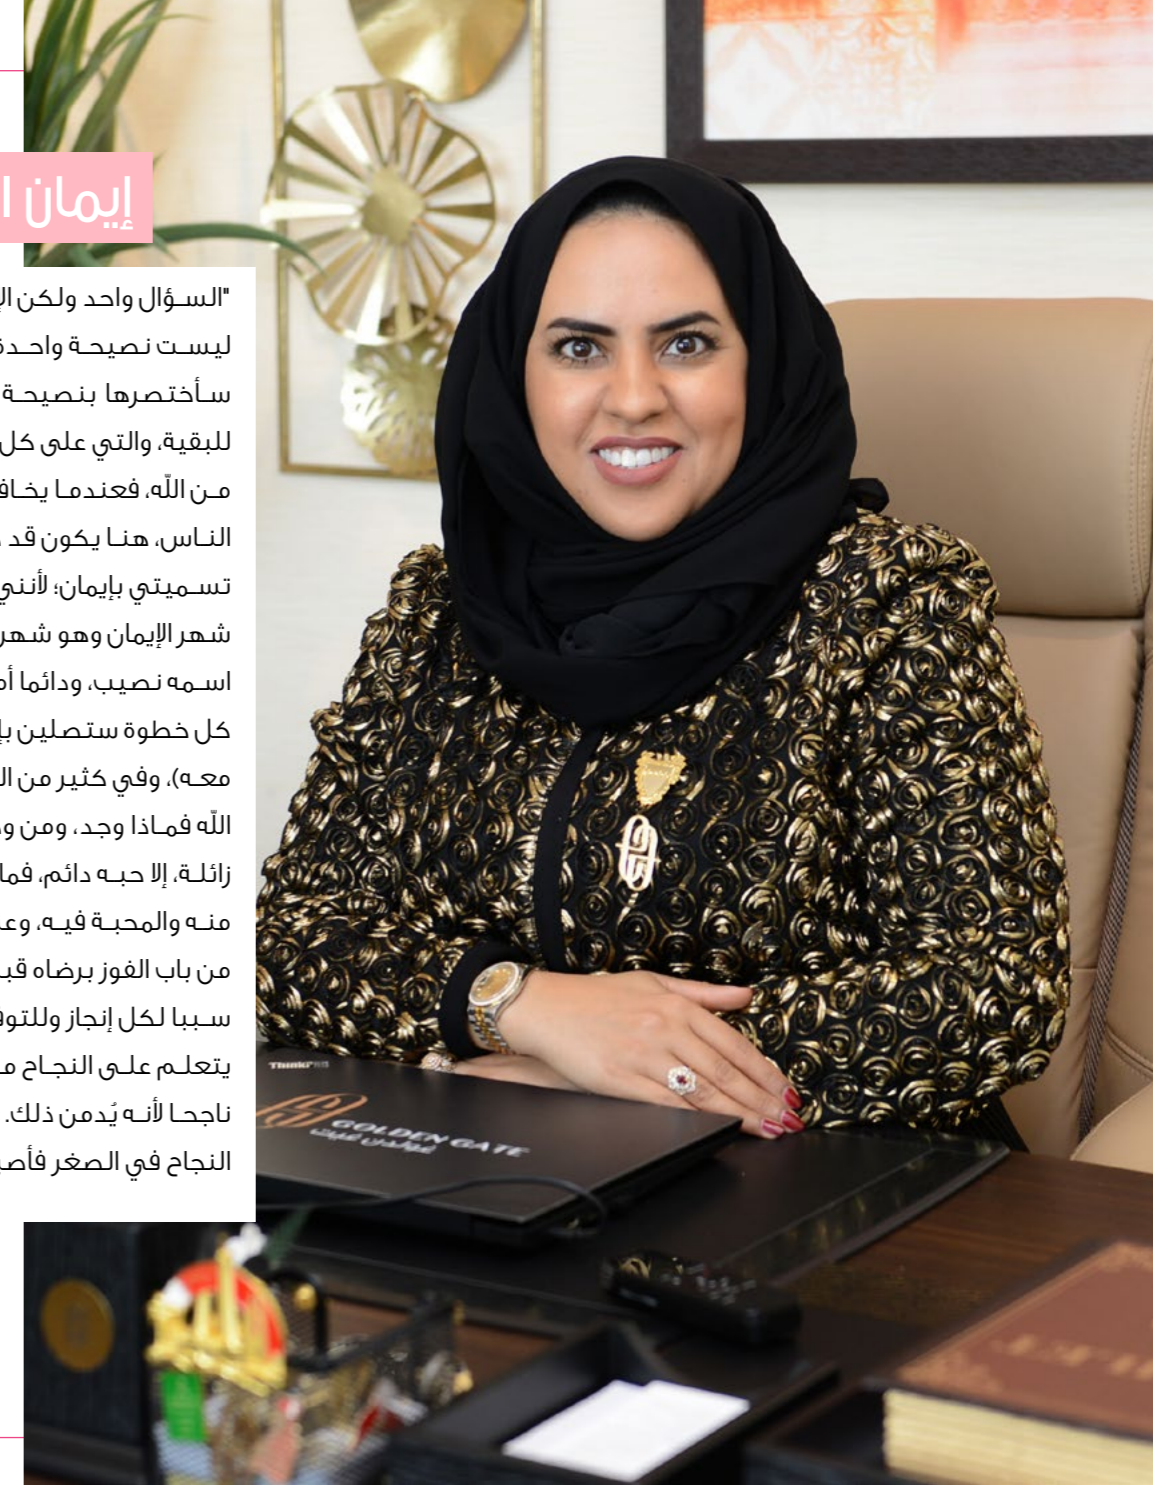 إيمان ا
"السؤال واحد ولكن الإ
ليست نصيحة واحدة
سأختصرها بنصيحة
للبقية، والتي على كل
من الله، فعندما يخاف
الناس، هنا يكون قد
تسميتي بإيمان؛ لأنني
شهر الإيمان وهو شهر
اسمه نصيب، ودائما أ
كل خطوة ستصلين بإ
معه)، وفي كثير من ال
الله فماذا وجد، ومن و
زائلة، إلا حبه دائم، فما
منه والمحبة فيه، وع
من باب الفوز برضاه قب
سببا لكل إنجاز وللتوف
يتعلم على النجاح م
ناجحا لأنه يُدمن ذلك.
النجاح في الصغر فأص
GOLDEN GATE
غولدن غيت